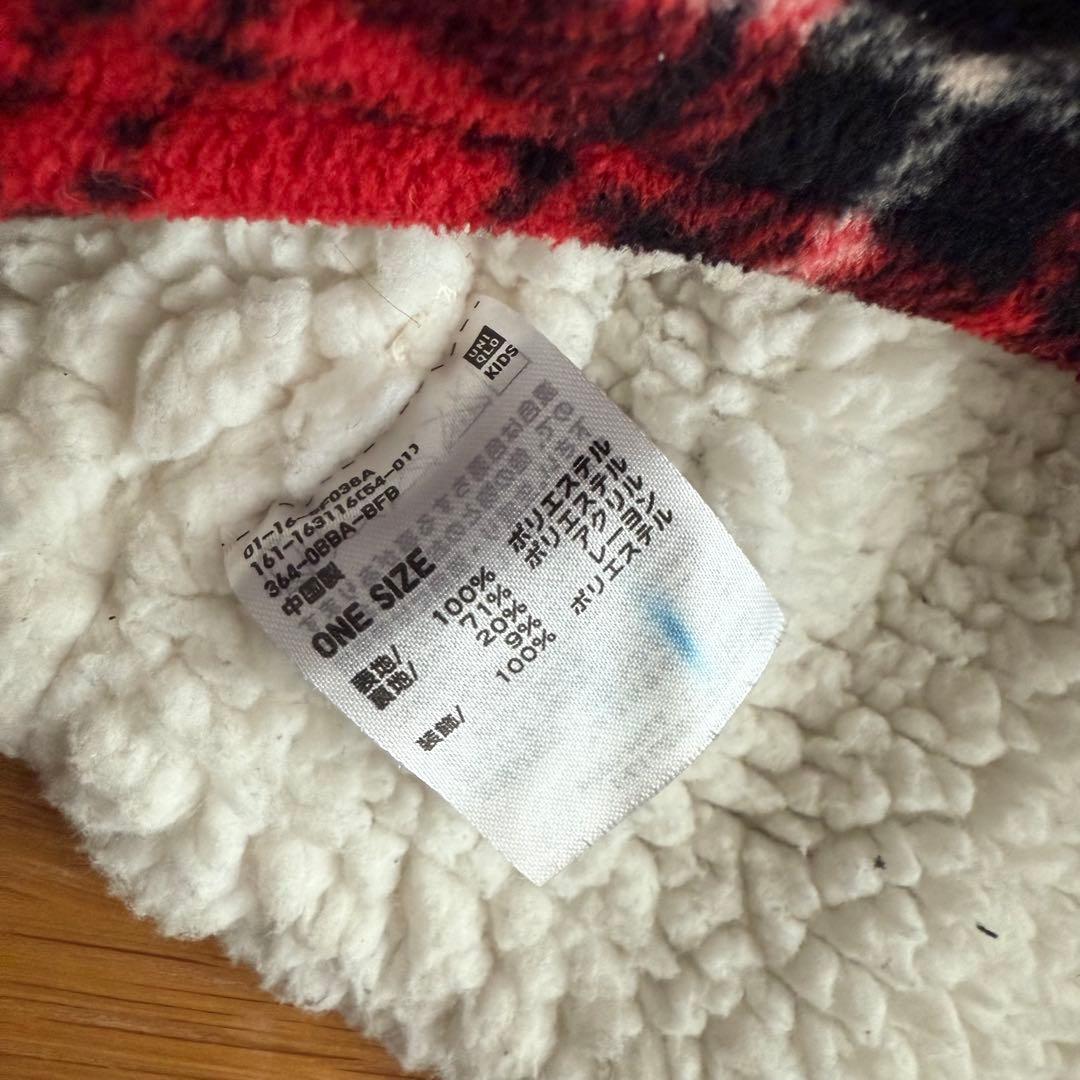 UNI
QLO
KIDS
161-163116(54-01)
364-08BA-BFB
中国製
ONE SIZE
表地/ 100% ポリエステル
裏地/ 71% ポリエステル
20% アクリル
9% レーヨン
装飾/ 100% ポリエステル